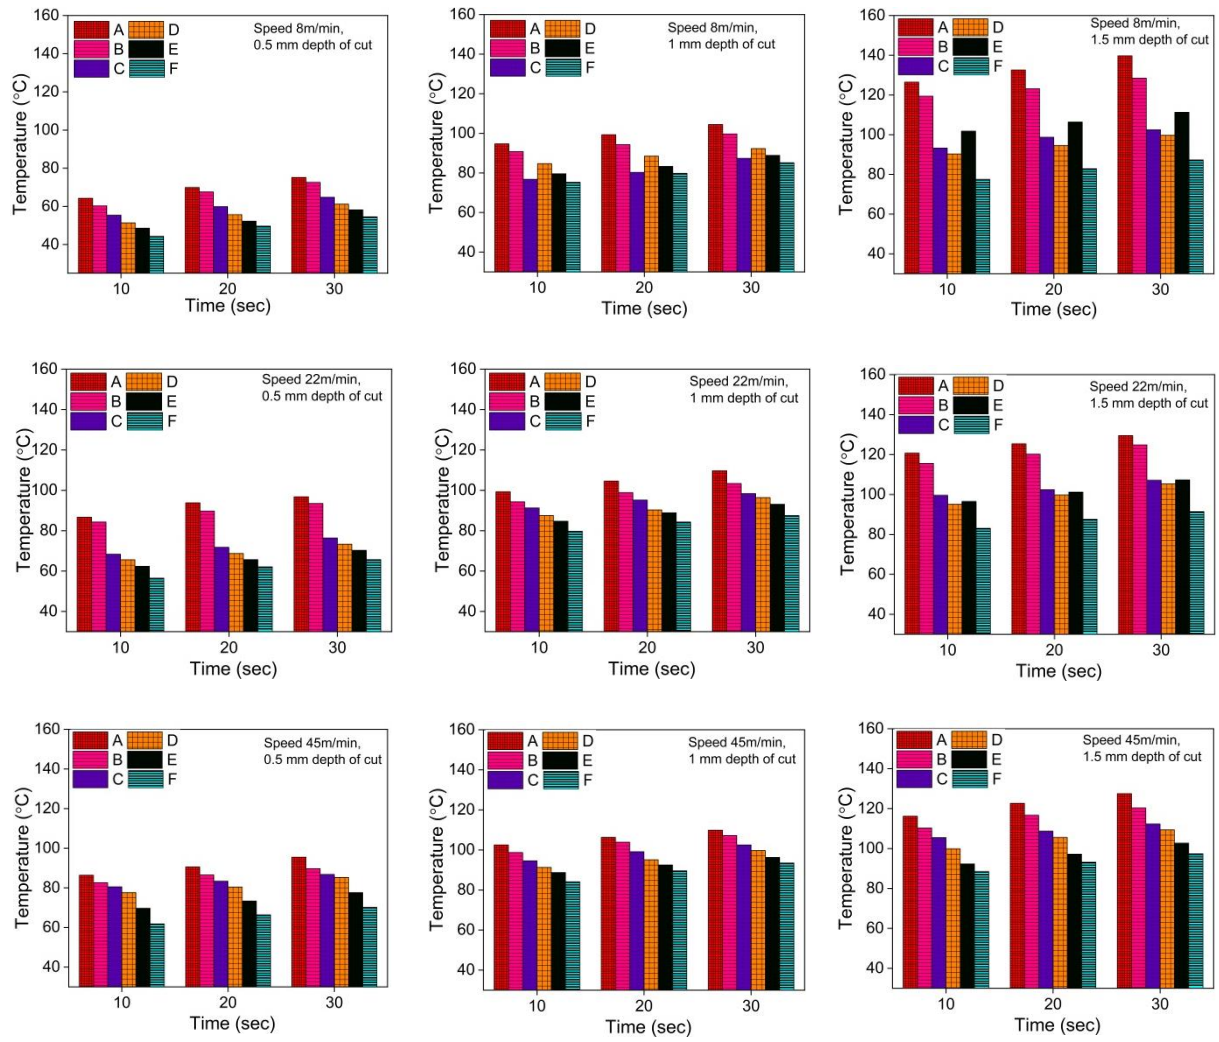 160
A D
Speed 8m/min,
140
B E
0.5 mm depth of cut
C F
120
100
80
60
40
Temperature (°C)
10 20 30
Time (sec)
160
A D
Speed 8m/min,
140
B E
1 mm depth of cut
C F
120
100
80
60
40
Temperature (°C)
10 20 30
Time (sec)
160
A D
Speed 8m/min,
140
B E
1.5 mm depth of cut
C F
120
100
80
60
40
Temperature (°C)
10 20 30
Time (sec)
160
A D
Speed 22m/min,
140
B E
0.5 mm depth of cut
C F
120
100
80
60
40
Temperature (°C)
10 20 30
Time (sec)
160
A D
Speed 22m/min,
140
B E
1 mm depth of cut
C F
120
100
80
60
40
Temperature (°C)
10 20 30
Time (sec)
160
A D
Speed 22m/min,
140
B E
1.5 mm depth of cut
C F
120
100
80
60
40
Temperature (°C)
10 20 30
Time (sec)
160
A D
Speed 45m/min,
140
B E
0.5 mm depth of cut
C F
120
100
80
60
40
Temperature (°C)
10 20 30
Time (sec)
160
A D
Speed 45m/min,
140
B E
1 mm depth of cut
C F
120
100
80
60
40
Temperature (°C)
10 20 30
Time (sec)
160
A D
Speed 45m/min,
140
B E
1.5 mm depth of cut
C F
120
100
80
60
40
Temperature (°C)
10 20 30
Time (sec)